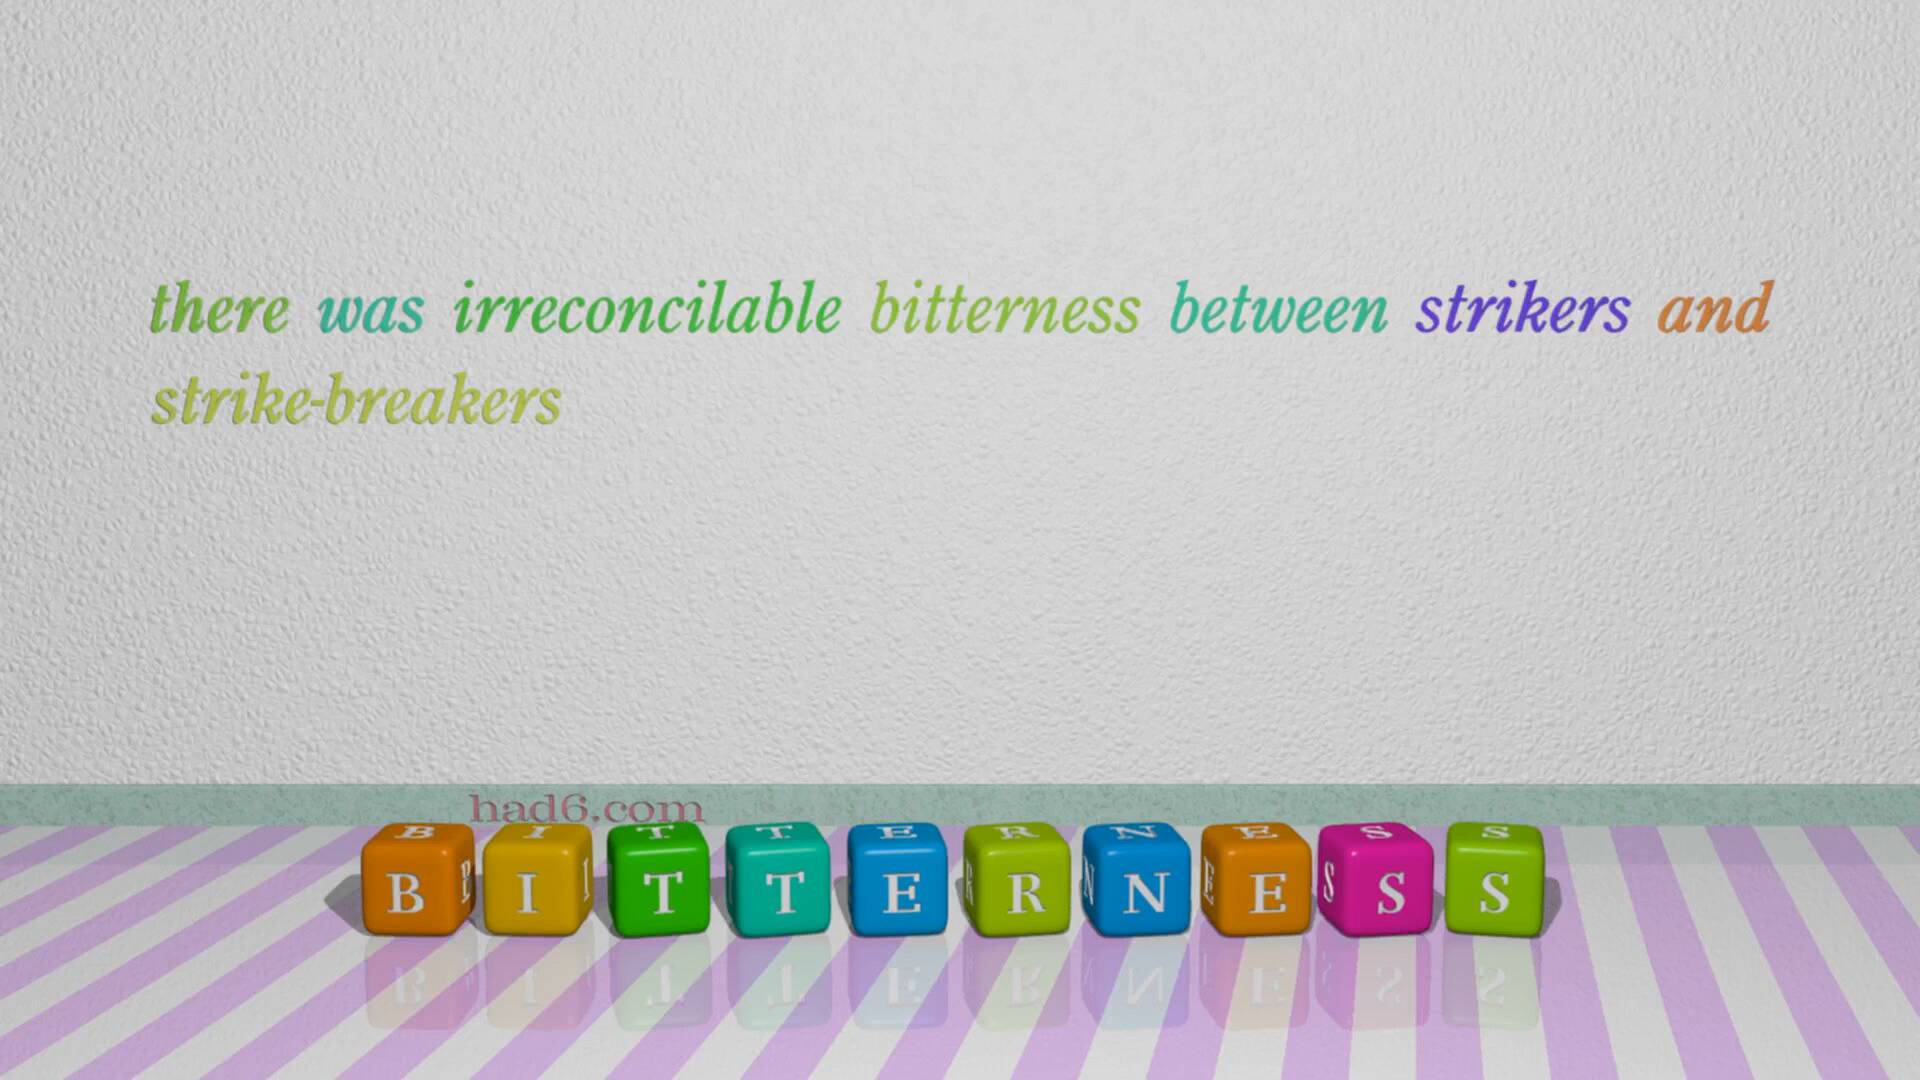 there was irreconcilable bitterness between strikers and
strike-breakers
had6.com
BITTERNESS